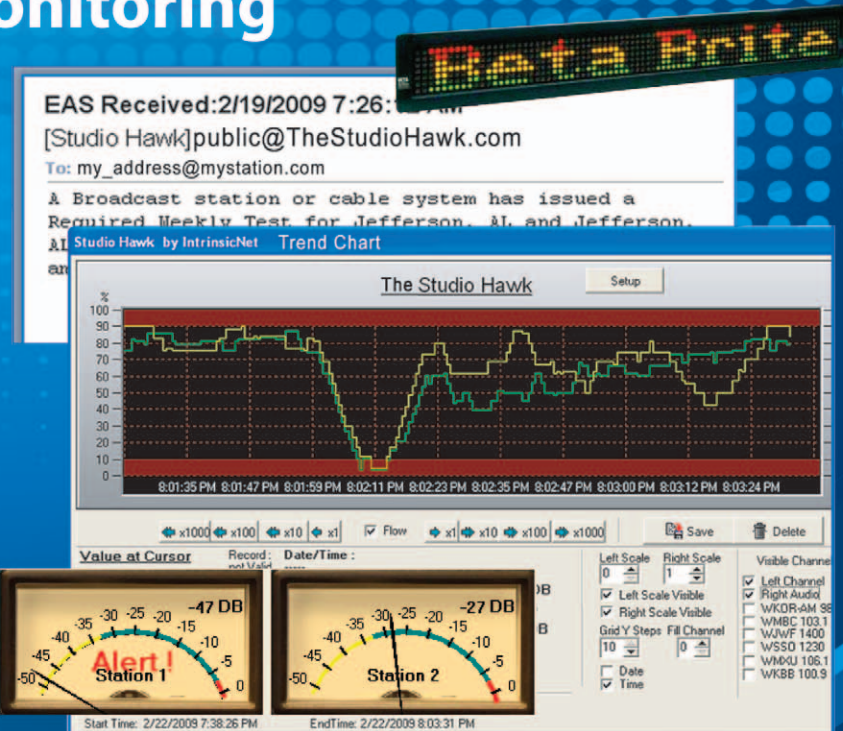 onitoring
Beta Brite
EAS Received:2/19/2009 7:26: AM
[Studio Hawk]public@TheStudioHawk.com
To: my_address@mystation.com
A Broadcast station or cable system has issued a
Required Weekly Test for Jefferson, AL and Jefferson,
AL
an
Studio Hawk by IntrinsicNet Trend Chart
The Studio Hawk Setup
%
100
90
80
70
60
50
40
30
20
10
0
8:01:35 PM 8:01:47 PM 8:01:59 PM 8:02:11 PM 8:02:23 PM 8:02:35 PM 8:02:47 PM 8:03:00 PM 8:03:12 PM 8:03:24 PM
x1000 x100 x10 x1 Flow x1 x10 x100 x1000 Save Delete
Value at Cursor Record: Date/Time :
not Valid -----
DB
B
Left Scale Right Scale
0 1
Left Scale Visible
Right Scale Visible
Grid Y Steps Fill Channel
10 0
Date
Time
Visible Channe
Left Channel
Right Audio
WKOR-AM 98
WMBC 103.1
WJWF 1400
WSSO 1230
WMXU 106.1
WKBB 100.9
-50 -45 -40 -35 -30 -25 -20 -15 -10 -5 0
-47 DB
Alert !
Station 1
-50 -45 -40 -35 -30 -25 -20 -15 -10 -5 0
-27 DB
Station 2
Start Time: 2/22/2009 7:38:26 PM EndTime: 2/22/2009 8:03:31 PM